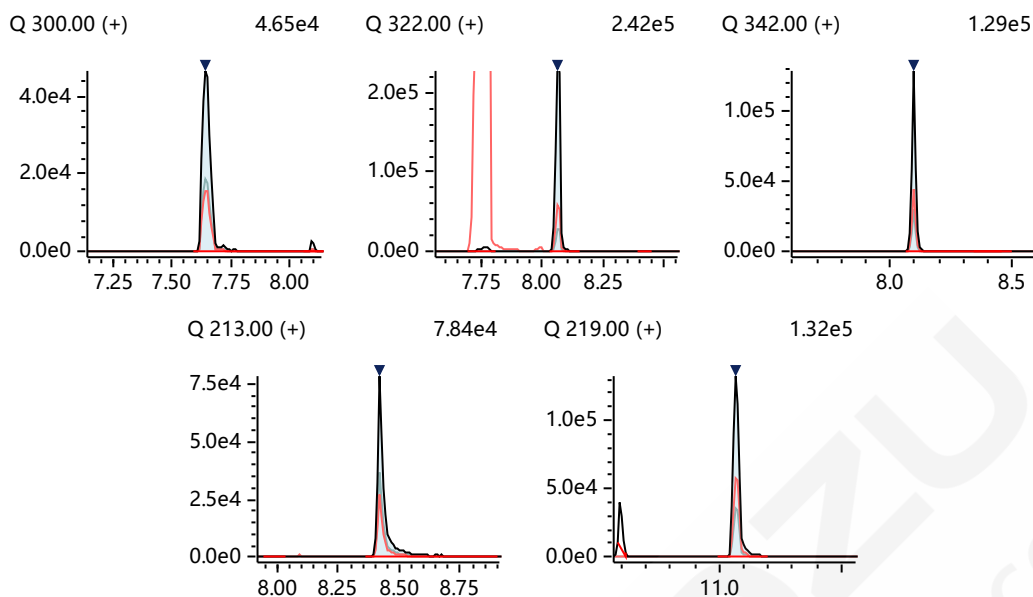 Q 300.00 (+) 4.65e4
4.0e4
2.0e4
0.0e0
7.25 7.50 7.75 8.00
Q 322.00 (+) 2.42e5
2.0e5
1.0e5
0.0e0
7.75 8.00 8.25
Q 342.00 (+) 1.29e5
1.0e5
5.0e4
0.0e0
8.0 8.5
Q 213.00 (+) 7.84e4
7.5e4
5.0e4
2.5e4
0.0e0
8.00 8.25 8.50 8.75
Q 219.00 (+) 1.32e5
1.0e5
5.0e4
0.0e0
11.0